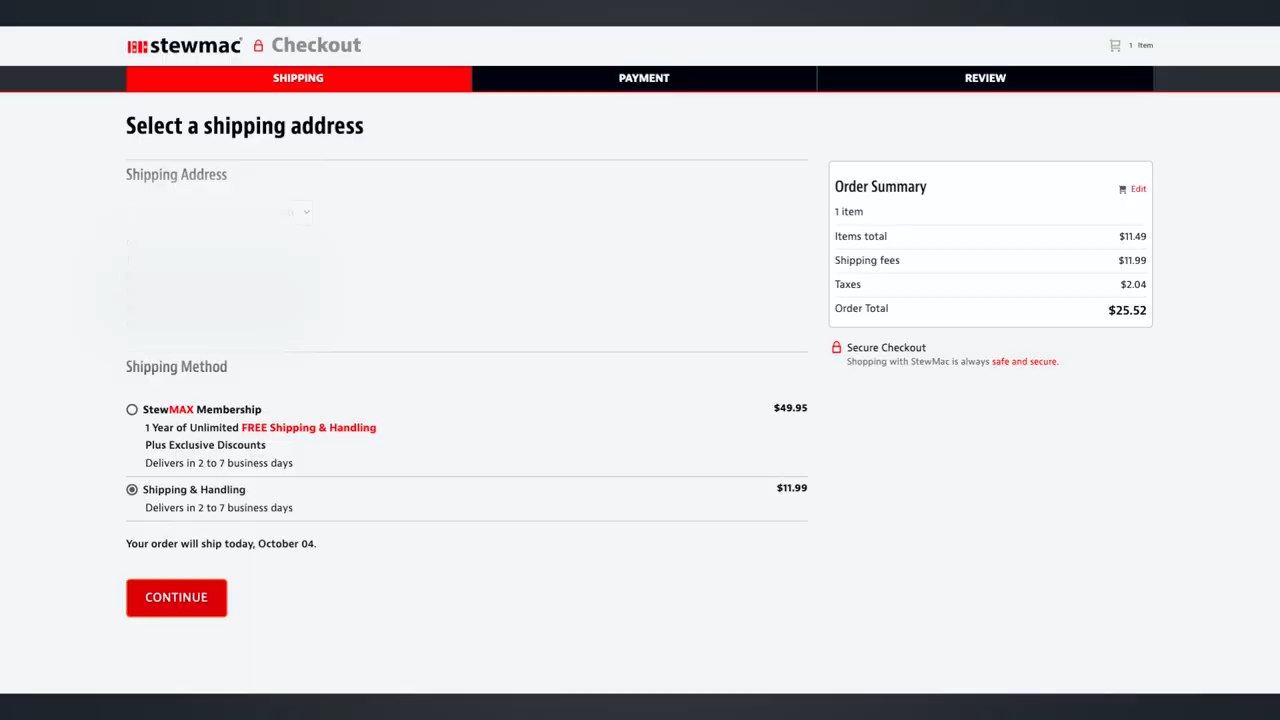 stewmac Checkout
1 Item
SHIPPING
PAYMENT
REVIEW
Select a shipping address
Shipping Address
Shipping Method
StewMAX Membership $49.95
1 Year of Unlimited FREE Shipping & Handling
Plus Exclusive Discounts
Delivers in 2 to 7 business days
Shipping & Handling $11.99
Delivers in 2 to 7 business days
Your order will ship today, October 04.
CONTINUE
Order Summary Edit
1 item
Items total $11.49
Shipping fees $11.99
Taxes $2.04
Order Total $25.52
Secure Checkout
Shopping with StewMac is always safe and secure.